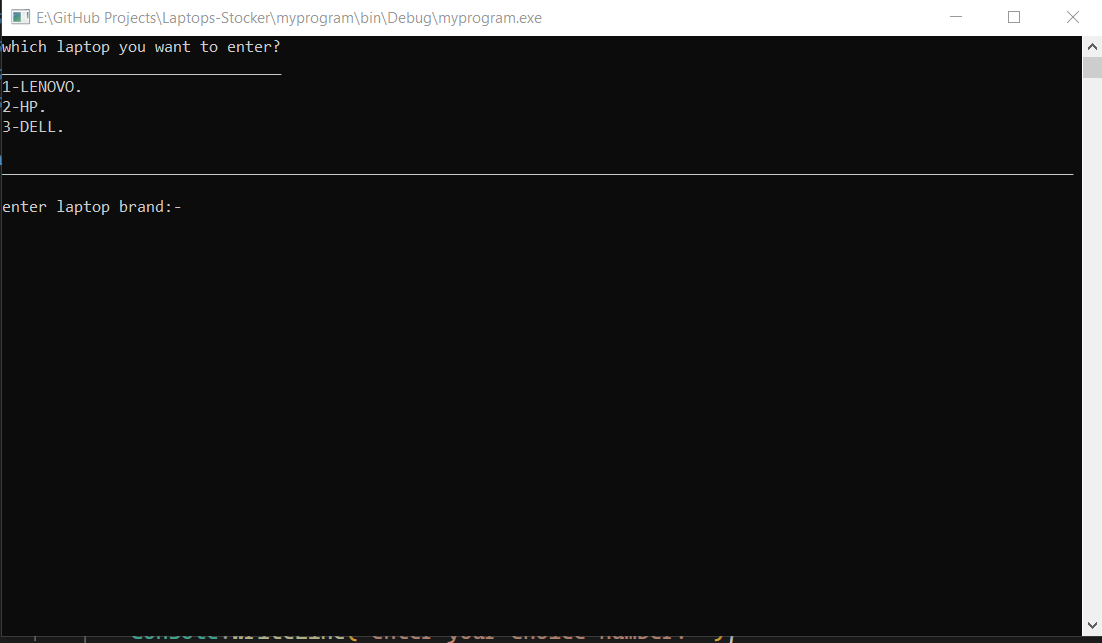 E:\GitHub Projects\Laptops-Stocker\myprogram\bin\Debug\myprogram.exe
which laptop you want to enter?
_______________________________
1-LENOVO.
2-HP.
3-DELL.
enter laptop brand:-
Console.WriteLine("enter your choice number: